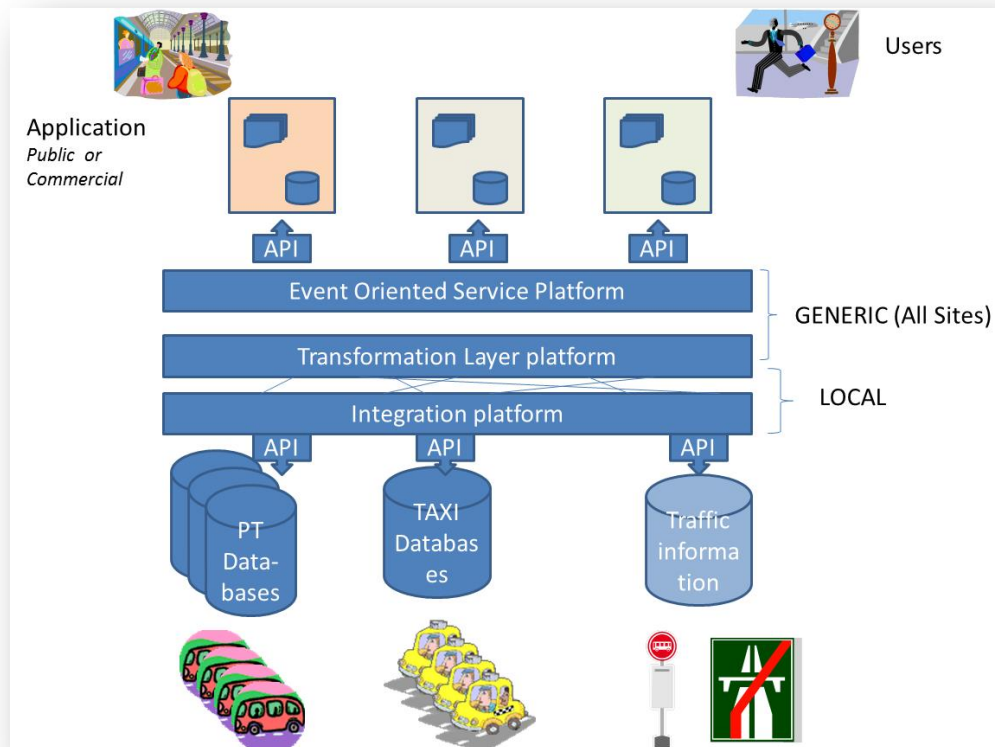 Users
Application
Public or
Commercial
API
API
API
Event Oriented Service Platform
GENERIC (All Sites)
Transformation Layer platform
LOCAL
Integration platform
API
API
API
PT
Data-
bases
TAXI
Databas
es
Traffic
informa
tion